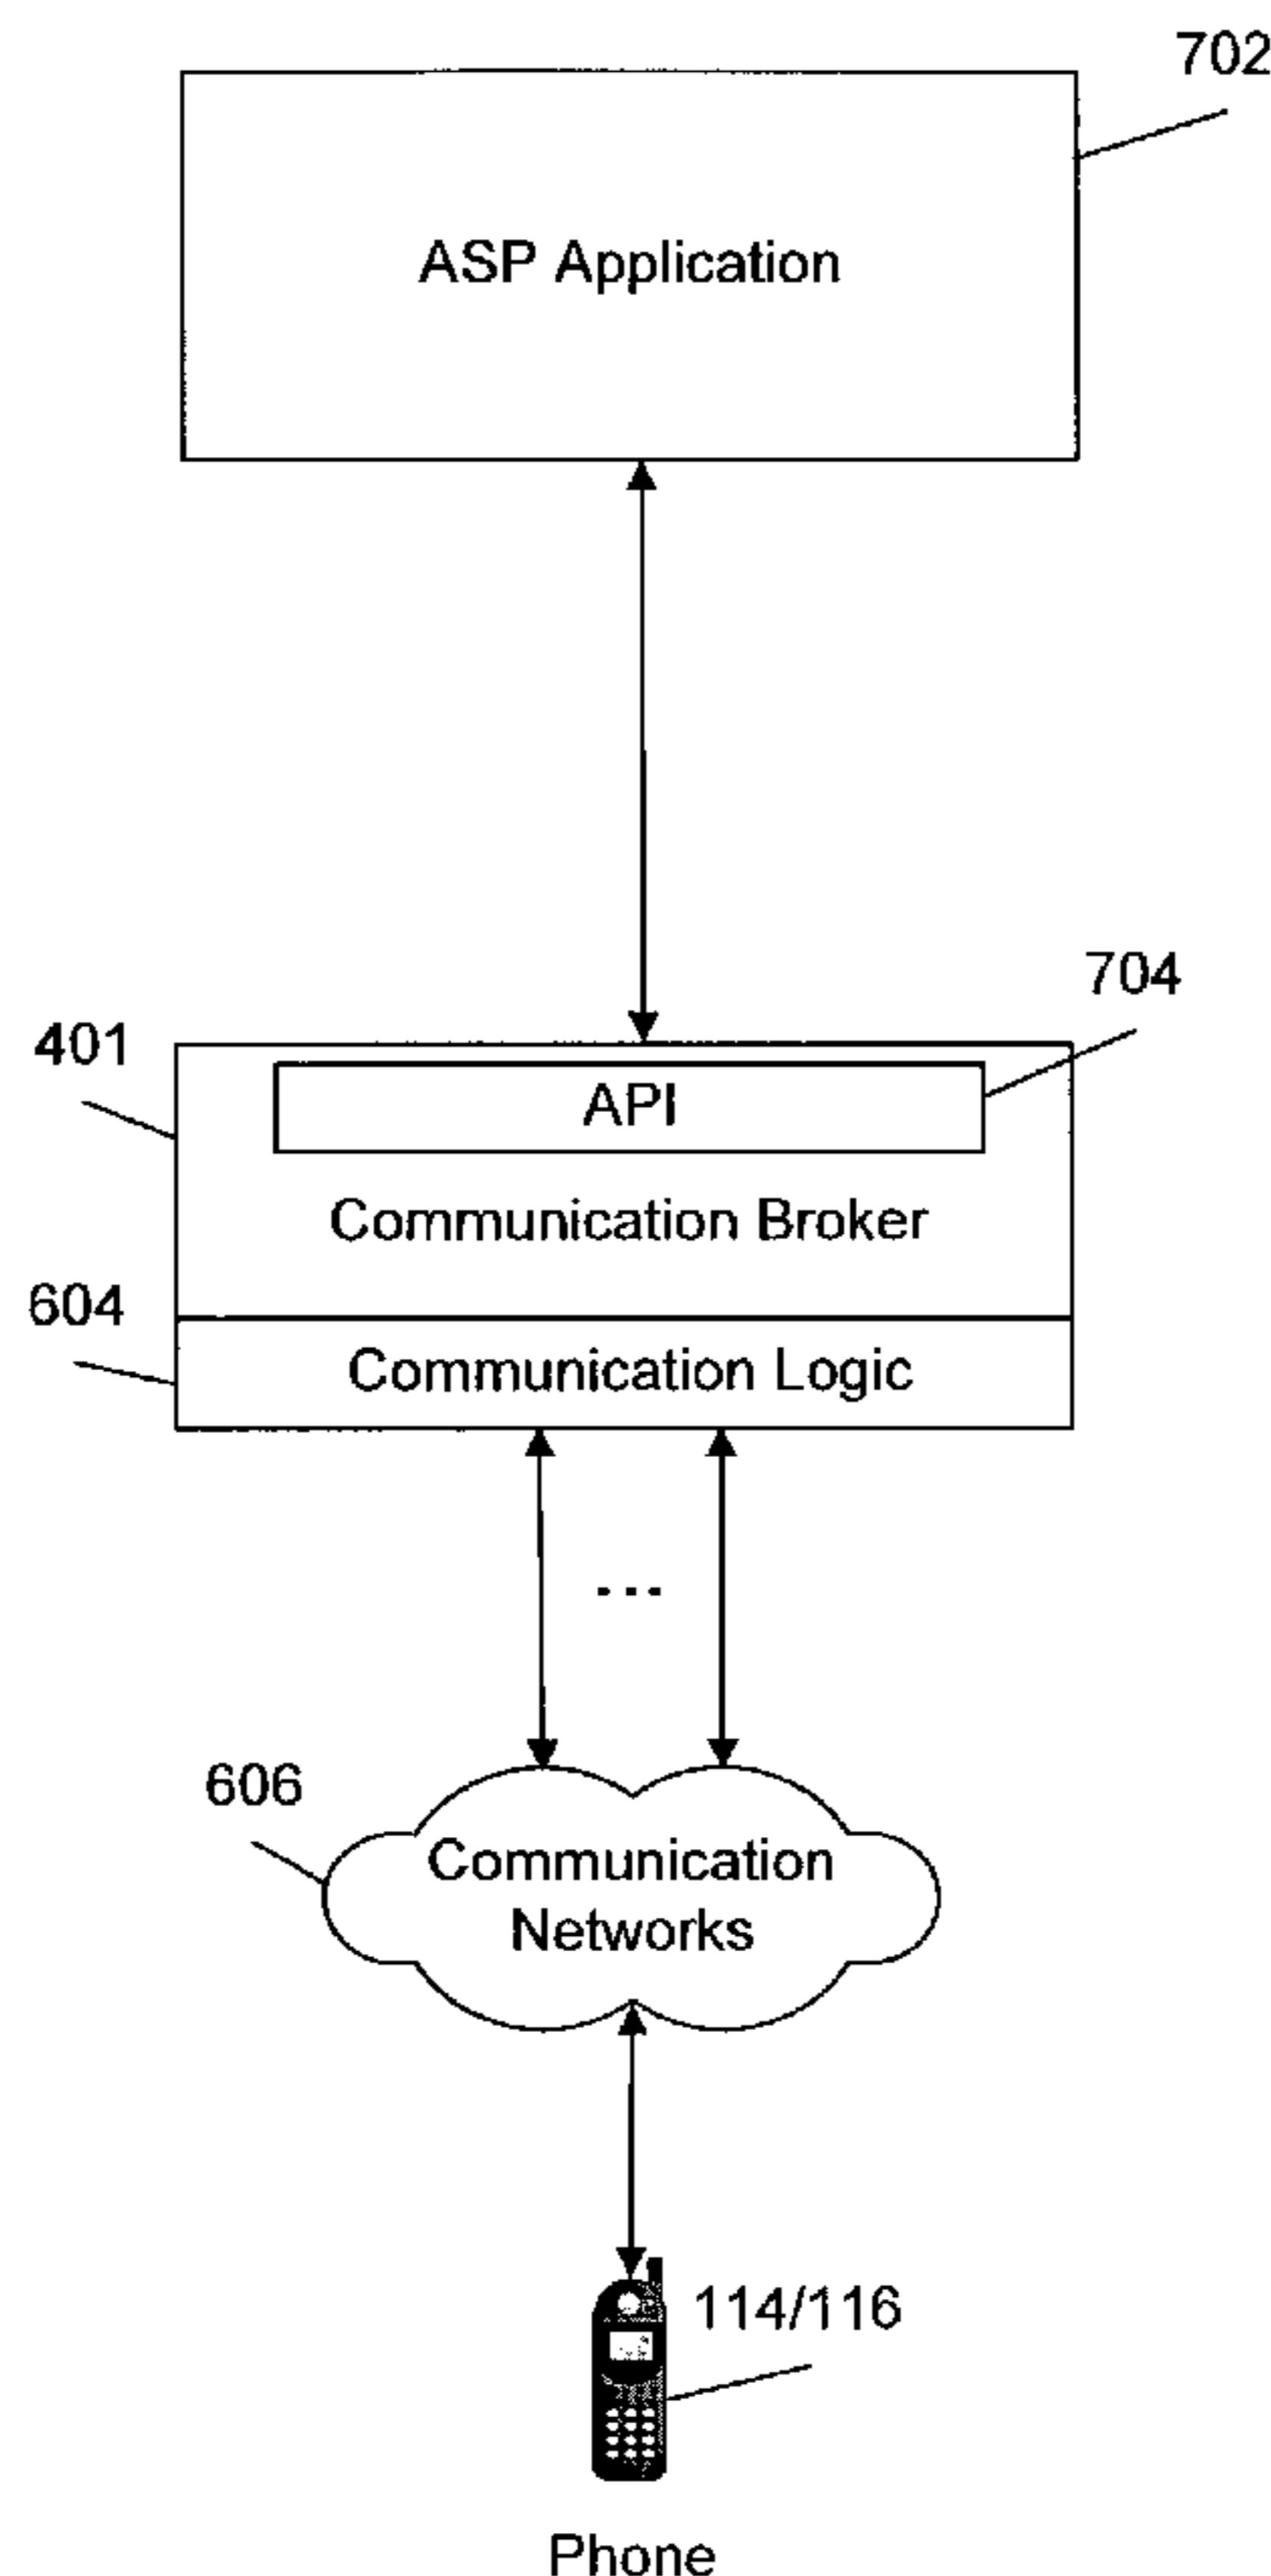 702
ASP Application
704
401
API
Communication Broker
604
Communication Logic
...
606
Communication
Networks
114/116
Phone